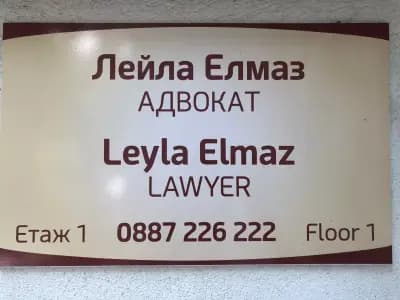 Лейла Елмаз
АДВОКАТ
Leyla Elmaz
LAWYER
Етаж 1 0887 226 222 Floor 1